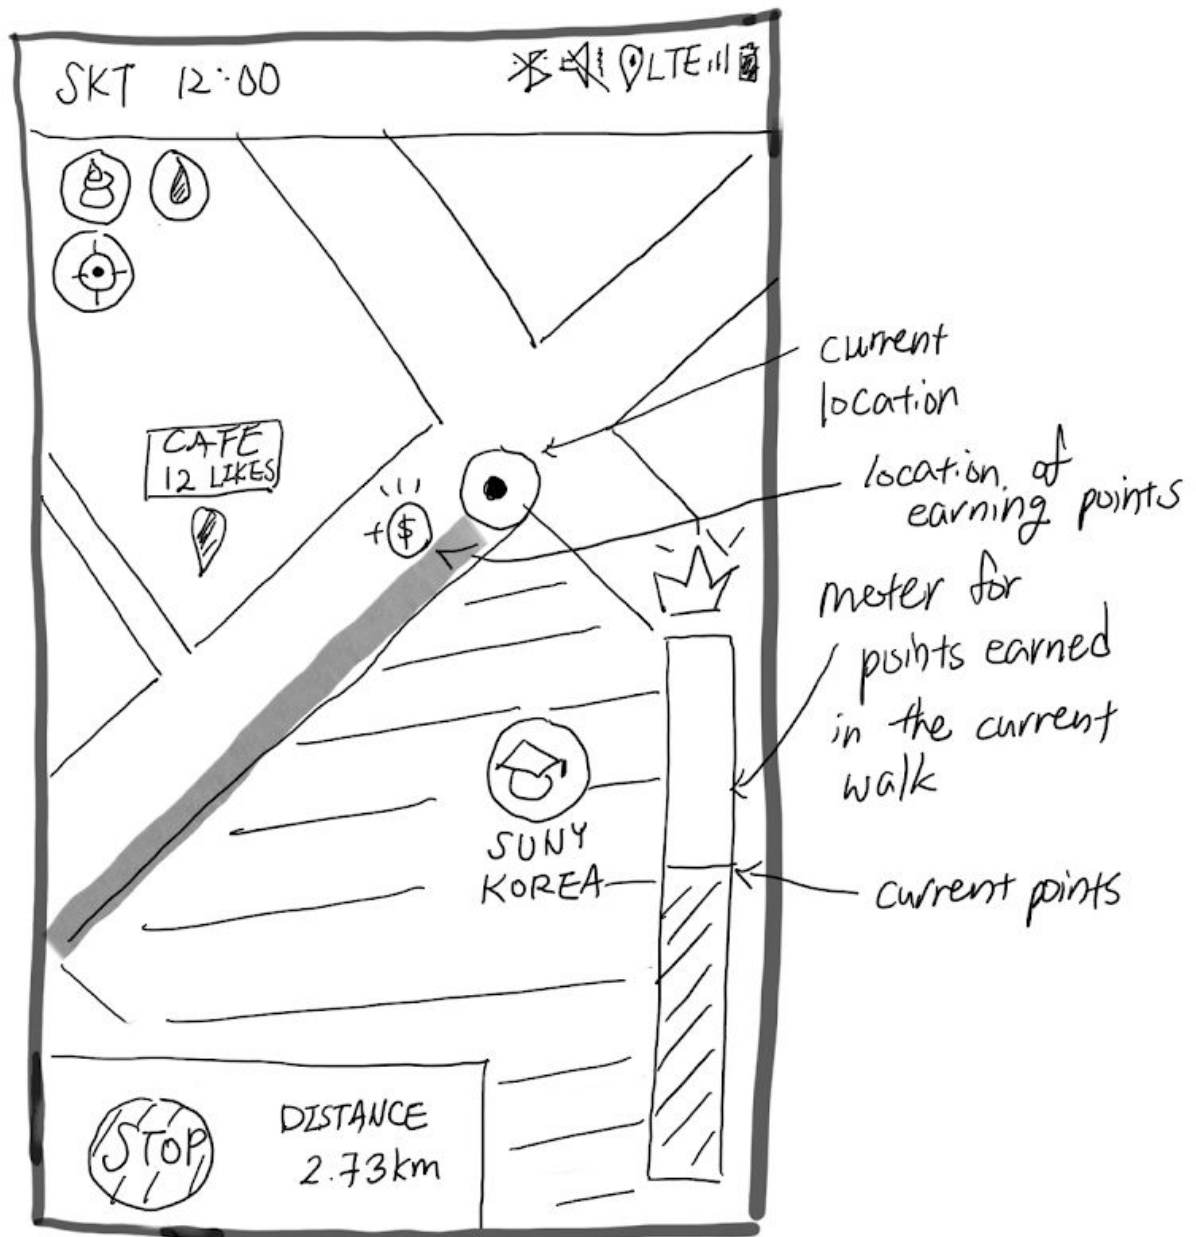 SKT 12:00 LTE
CAFE
12 LIKES
+$
SUNY
KOREA
STOP
DISTANCE
2.73km
current
location
location of
earning points
meter for
points earned
in the current
walk
current points